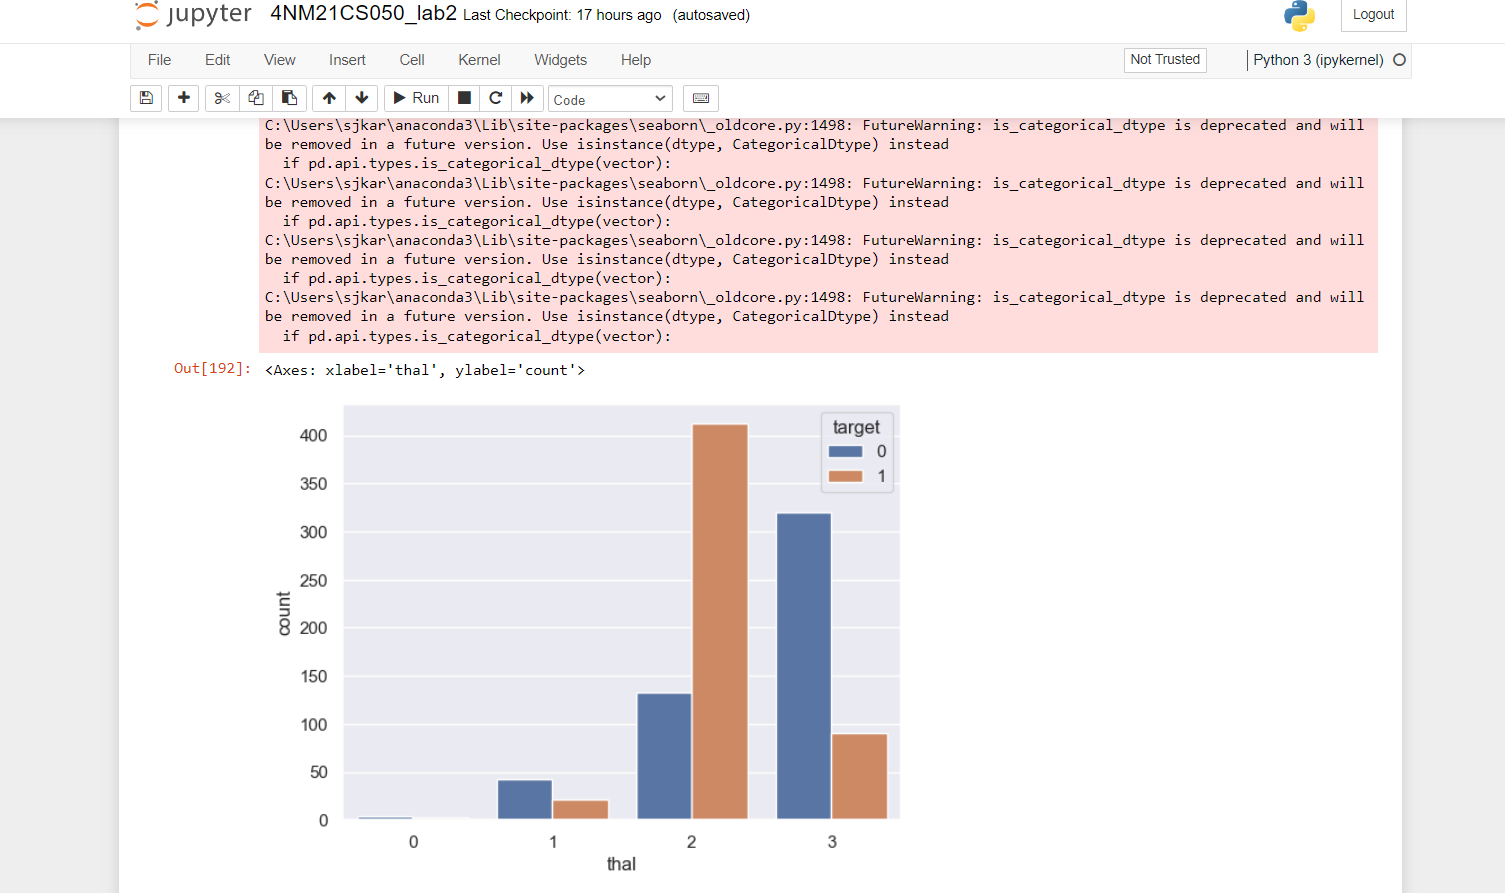 jupyter 4NM21CS050_lab2 Last Checkpoint: 17 hours ago (autosaved) Logout
File Edit View Insert Cell Kernel Widgets Help Not Trusted Python 3 (ipykernel)
Run Code
C:\Users\sjkar\anaconda3\Lib\site-packages\seaborn\_oldcore.py:1498: FutureWarning: is_categorical_dtype is deprecated and will
be removed in a future version. Use isinstance(dtype, CategoricalDtype) instead
if pd.api.types.is_categorical_dtype(vector):
C:\Users\sjkar\anaconda3\Lib\site-packages\seaborn\_oldcore.py:1498: FutureWarning: is_categorical_dtype is deprecated and will
be removed in a future version. Use isinstance(dtype, CategoricalDtype) instead
if pd.api.types.is_categorical_dtype(vector):
C:\Users\sjkar\anaconda3\Lib\site-packages\seaborn\_oldcore.py:1498: FutureWarning: is_categorical_dtype is deprecated and will
be removed in a future version. Use isinstance(dtype, CategoricalDtype) instead
if pd.api.types.is_categorical_dtype(vector):
C:\Users\sjkar\anaconda3\Lib\site-packages\seaborn\_oldcore.py:1498: FutureWarning: is_categorical_dtype is deprecated and will
be removed in a future version. Use isinstance(dtype, CategoricalDtype) instead
if pd.api.types.is_categorical_dtype(vector):
Out[192]: <Axes: xlabel='thal', ylabel='count'>
target
0
1
400
350
300
250
200
150
100
50
0
count
0 1 2 3
thal